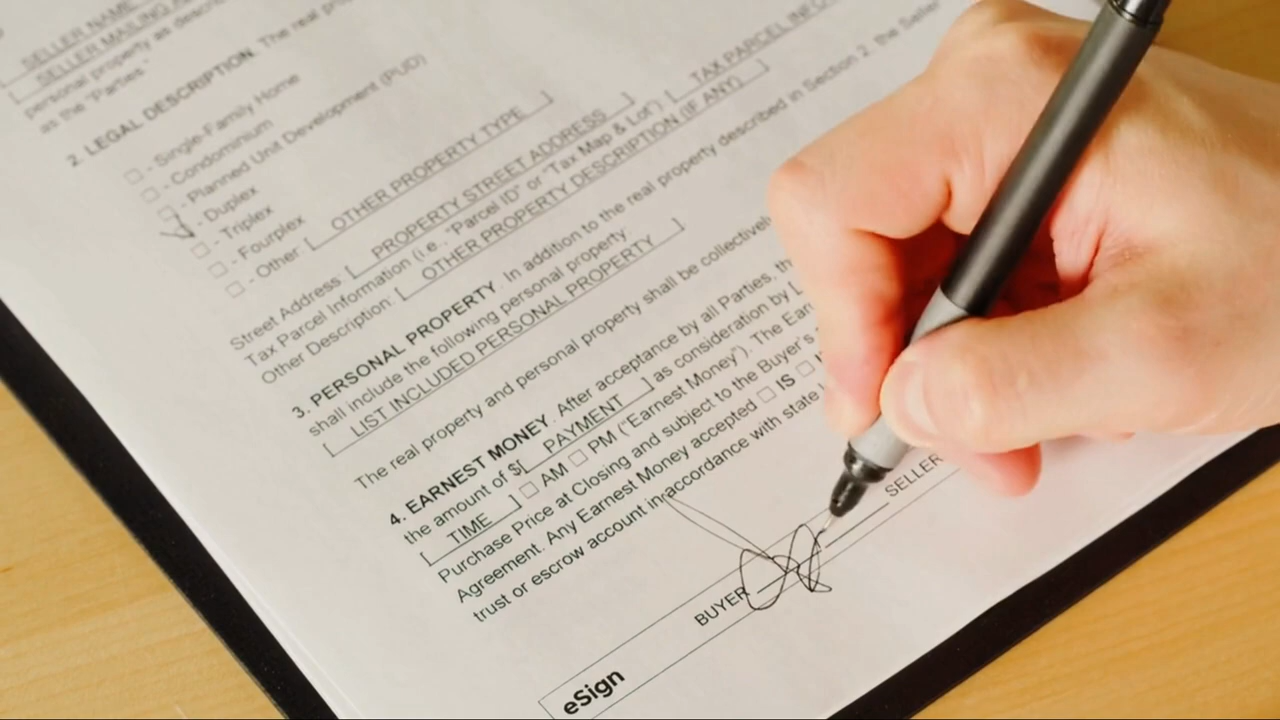 SELLER NAME
SELLER MAILING
personal property as
as the "Parties."
2. LEGAL DESCRIPTION. The real
- Single-Family Home
- Condominium
- Planned Unit Development (PUD)
- Duplex
- Triplex
- Fourplex
- Other: [ OTHER PROPERTY TYPE ]
Street Address: [ PROPERTY STREET ADDRESS ]
Tax Parcel Information (i.e., "Parcel ID" or "Tax Map & Lot") [ TAX PARCEL
Other Description: [ OTHER PROPERTY DESCRIPTION (IF ANY) ]
3. PERSONAL PROPERTY. In addition to the real property described in Section 2, the Seller
shall include the following personal property:
[ LIST INCLUDED PERSONAL PROPERTY ]
The real property and personal property shall be collectively
4. EARNEST MONEY. After acceptance by all Parties,
the amount of $[ PAYMENT ] as consideration by
[ TIME ] ☐ AM ☐ PM ("Earnest Money"). The
Purchase Price at Closing and subject to the Buyer's
Agreement. Any Earnest Money accepted ☐ IS ☐
trust or escrow account in accordance with state
eSign BUYER SELLER